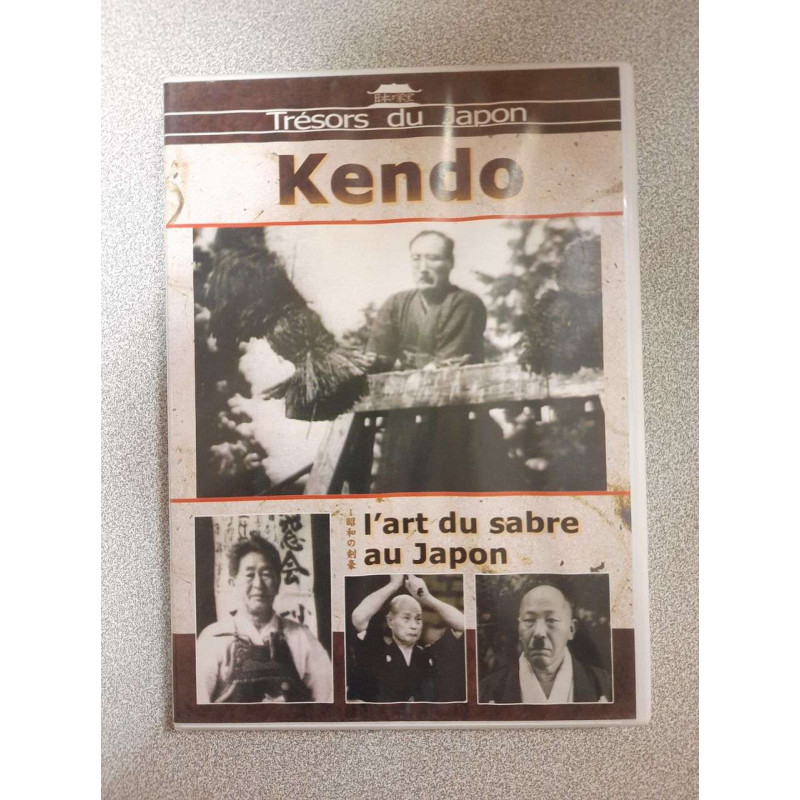 Trésors du Japon
Kendo
l'art du sabre
au Japon
昭和の剣豪